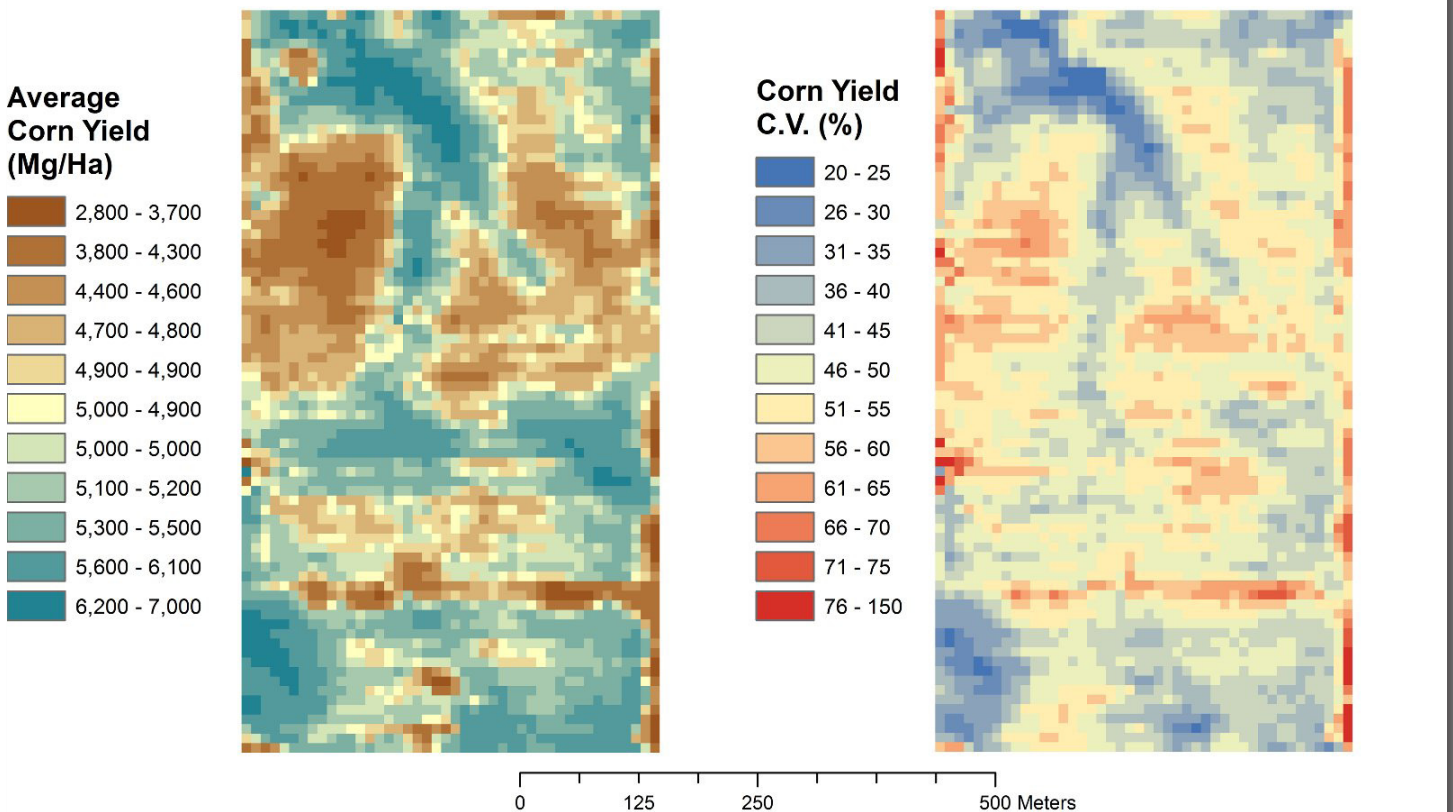 Average
Corn Yield
(Mg/Ha)
2,800 - 3,700
3,800 - 4,300
4,400 - 4,600
4,700 - 4,800
4,900 - 4,900
5,000 - 4,900
5,000 - 5,000
5,100 - 5,200
5,300 - 5,500
5,600 - 6,100
6,200 - 7,000
Corn Yield
C.V. (%)
20 - 25
26 - 30
31 - 35
36 - 40
41 - 45
46 - 50
51 - 55
56 - 60
61 - 65
66 - 70
71 - 75
76 - 150
0 125 250 500 Meters